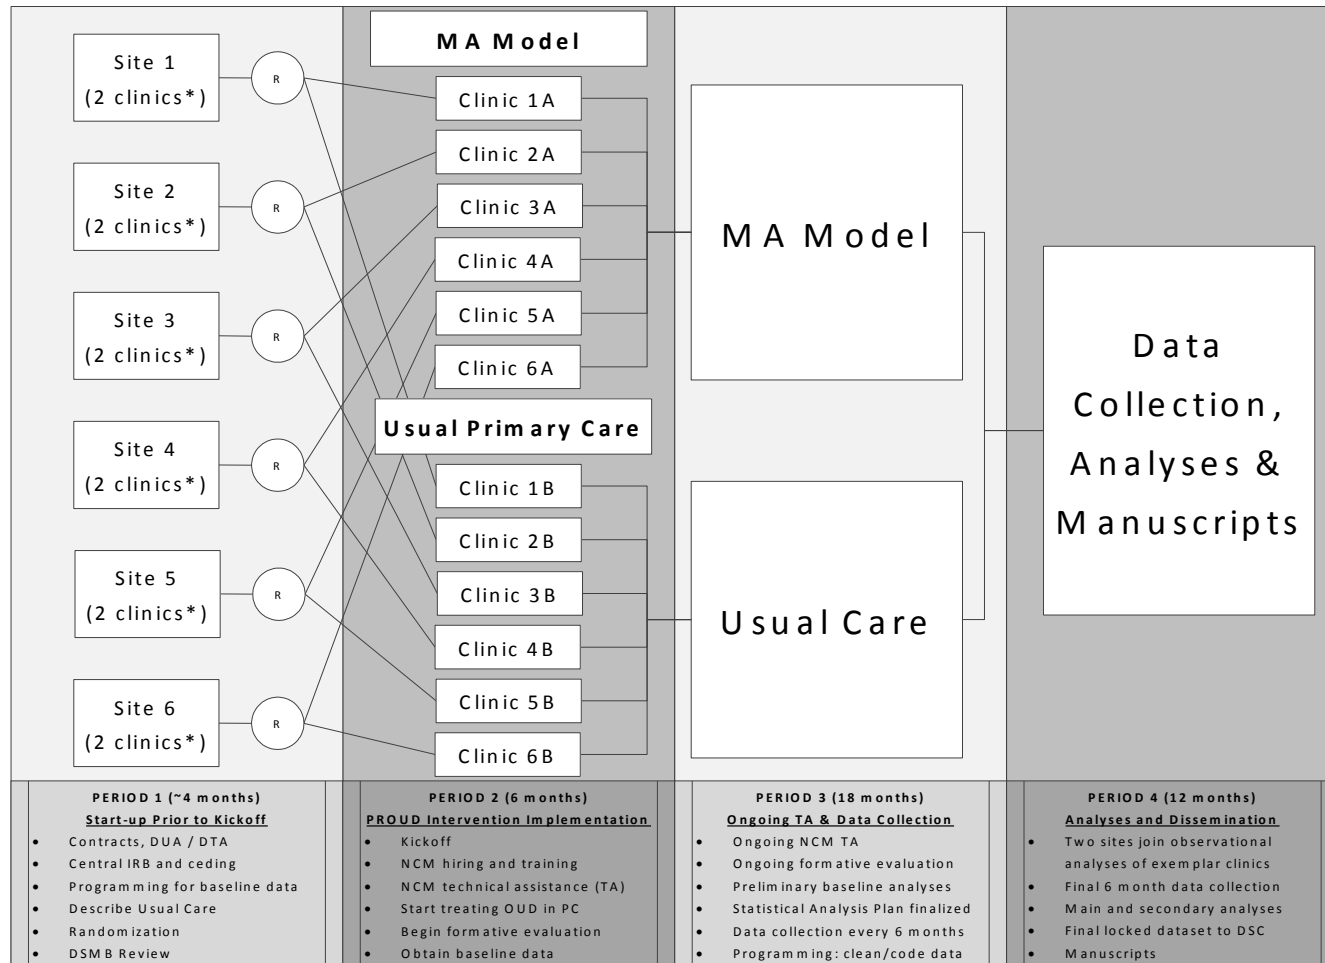 Site 1
(2 clinics*)
R
Site 2
(2 clinics*)
R
Site 3
(2 clinics*)
R
Site 4
(2 clinics*)
R
Site 5
(2 clinics*)
R
Site 6
(2 clinics*)
R
MA Model
Clinic 1A
Clinic 2A
Clinic 3A
Clinic 4A
Clinic 5A
Clinic 6A
Usual Primary Care
Clinic 1B
Clinic 2B
Clinic 3B
Clinic 4B
Clinic 5B
Clinic 6B
MA Model
Usual Care
Data
Collection,
Analyses &
Manuscripts
PERIOD 1 (~4 months)
Start-up Prior to Kickoff
• Contracts, DUA / DTA
• Central IRB and ceding
• Programming for baseline data
• Describe Usual Care
• Randomization
• DSMB Review
PERIOD 2 (6 months)
PROUD Intervention Implementation
• Kickoff
• NCM hiring and training
• NCM technical assistance (TA)
• Start treating OUD in PC
• Begin formative evaluation
• Obtain baseline data
PERIOD 3 (18 months)
Ongoing TA & Data Collection
• Ongoing NCM TA
• Ongoing formative evaluation
• Preliminary baseline analyses
• Statistical Analysis Plan finalized
• Data collection every 6 months
• Programming: clean/code data
PERIOD 4 (12 months)
Analyses and Dissemination
• Two sites join observational
analyses of exemplar clinics
• Final 6 month data collection
• Main and secondary analyses
• Final locked dataset to DSC
• Manuscripts